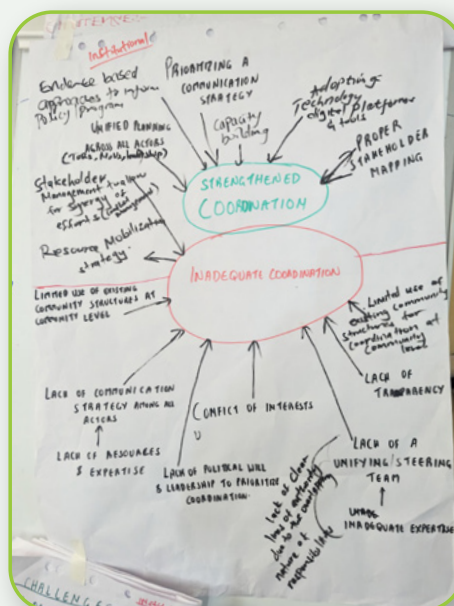 CHALLENGE:-
Institutional
Evidence based
approaches to inform
Policy/program
PRIORITIZING A
COMMUNICATION
STRATEGY
Capacity
building
Adopting
Technology
digital Platforms
& tools
UNIFIED PLANNING
ACROSS ALL ACTORS
(Tools, leadership)
PROPER
STAKEHOLDER
MAPPING
Stakeholder
Management to allow
for synergy of
efforts
STRENGTHENED
COORDINATION
Resource Mobilization
strategy.
INADEQUATE COORDINATION
LIMITED USE OF EXISTING
COMMUNITY STRUCTURES AT
COMMUNITY LEVEL
Limited use of
existing community
structures for
coordination at
Community
level
LACK OF
TRANSPARENCY
LACK OF COMMUNICATION
STRATEGY AMONG ALL
ACTORS
LACK OF RESOURCES
& EXPERTISE
CONFICT OF INTERESTS
LACK OF POLITICAL WILL
& LEADERSHIP TO PRIORITIZE
COORDINATION.
LACK OF A
UNIFYING/STEERING
TEAM
INADEQUATE EXPERTISE
lack of clear
lines of authority
due to the overlapping
nature of
responsibilities
CHALLENGE